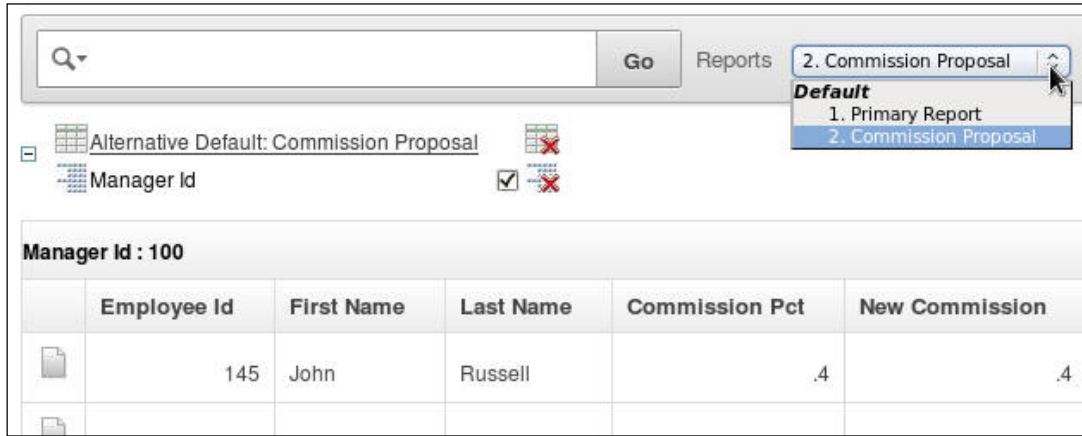 Go Reports 2. Commission Proposal
Default
1. Primary Report
2. Commission Proposal
Alternative Default: Commission Proposal
Manager Id
Manager Id : 100
Employee Id First Name Last Name Commission Pct New Commission
145 John Russell .4 .4